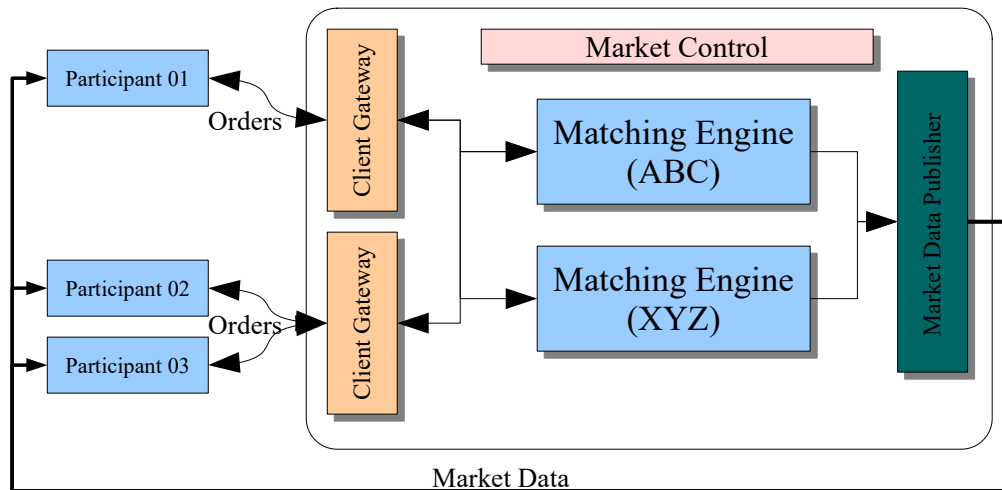 Market Control
Participant 01
Orders
Client Gateway
Matching Engine
(ABC)
Market Data Publisher
Participant 02
Orders
Participant 03
Client Gateway
Matching Engine
(XYZ)
Market Data